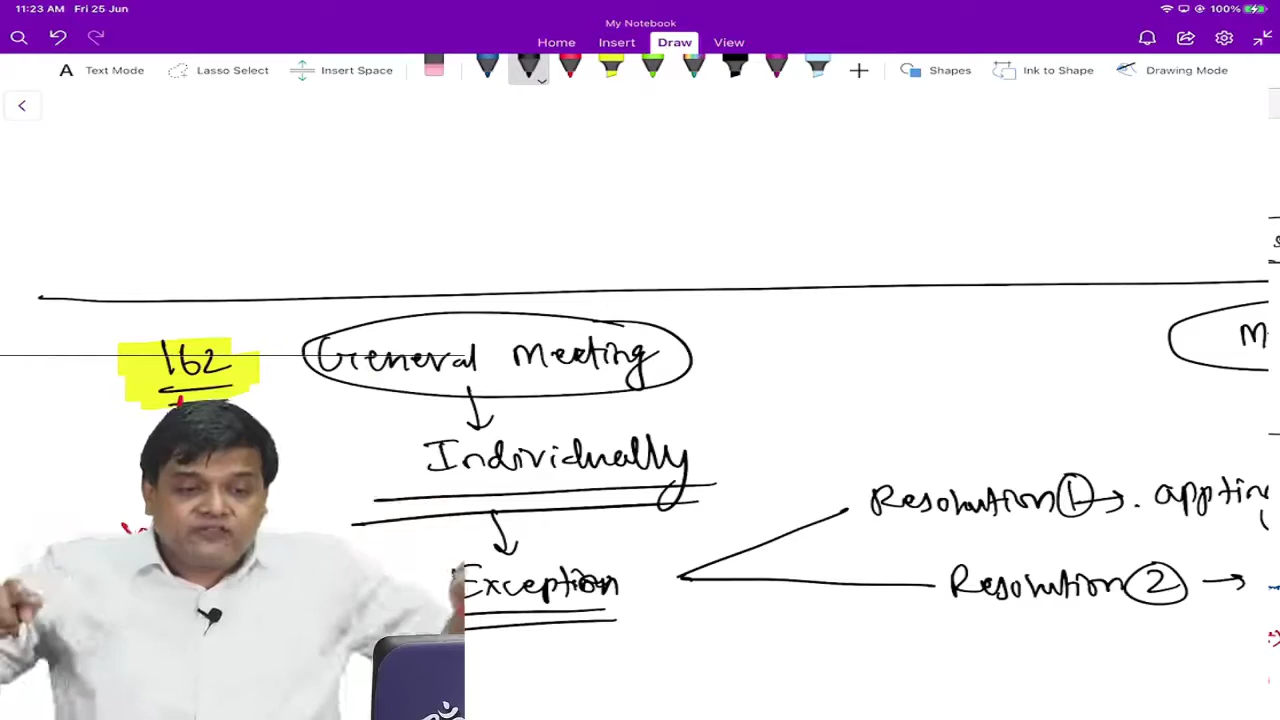 11:23 AM Fri 25 Jun
100%
My Notebook
Home Insert Draw View
Text Mode Lasso Select Insert Space Shapes Ink to Shape Drawing Mode
162 General Meeting M
Individually
Resolution 1
Exception
Resolution 2